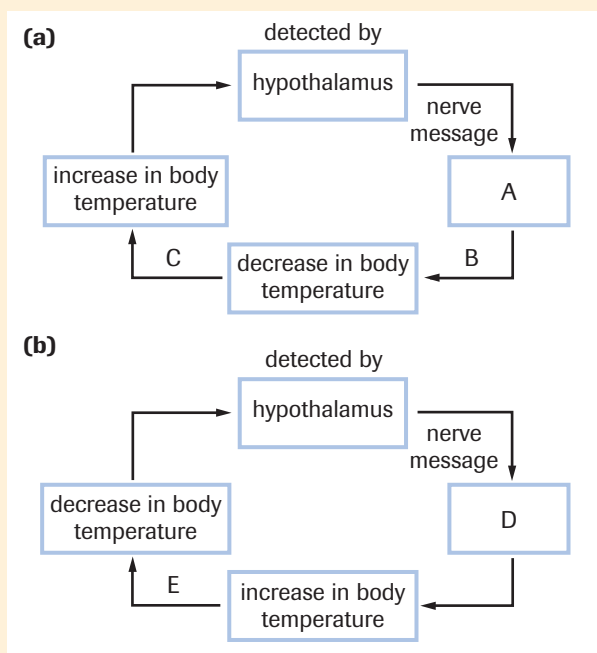 (a)
detected by
hypothalamus
nerve
message
increase in body
temperature
A
C
B
decrease in body
temperature
(b)
detected by
hypothalamus
nerve
message
decrease in body
temperature
D
E
increase in body
temperature